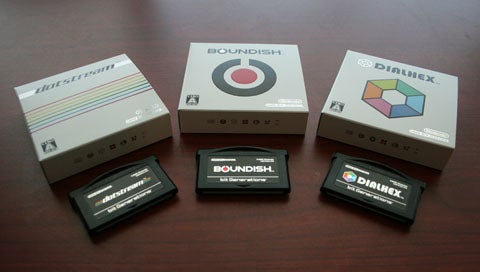 dotstream
BOUNDISH
DIALHEX
dotstream
bit Generations
BOUNDISH
bit Generations
DIALHEX
bit Generations